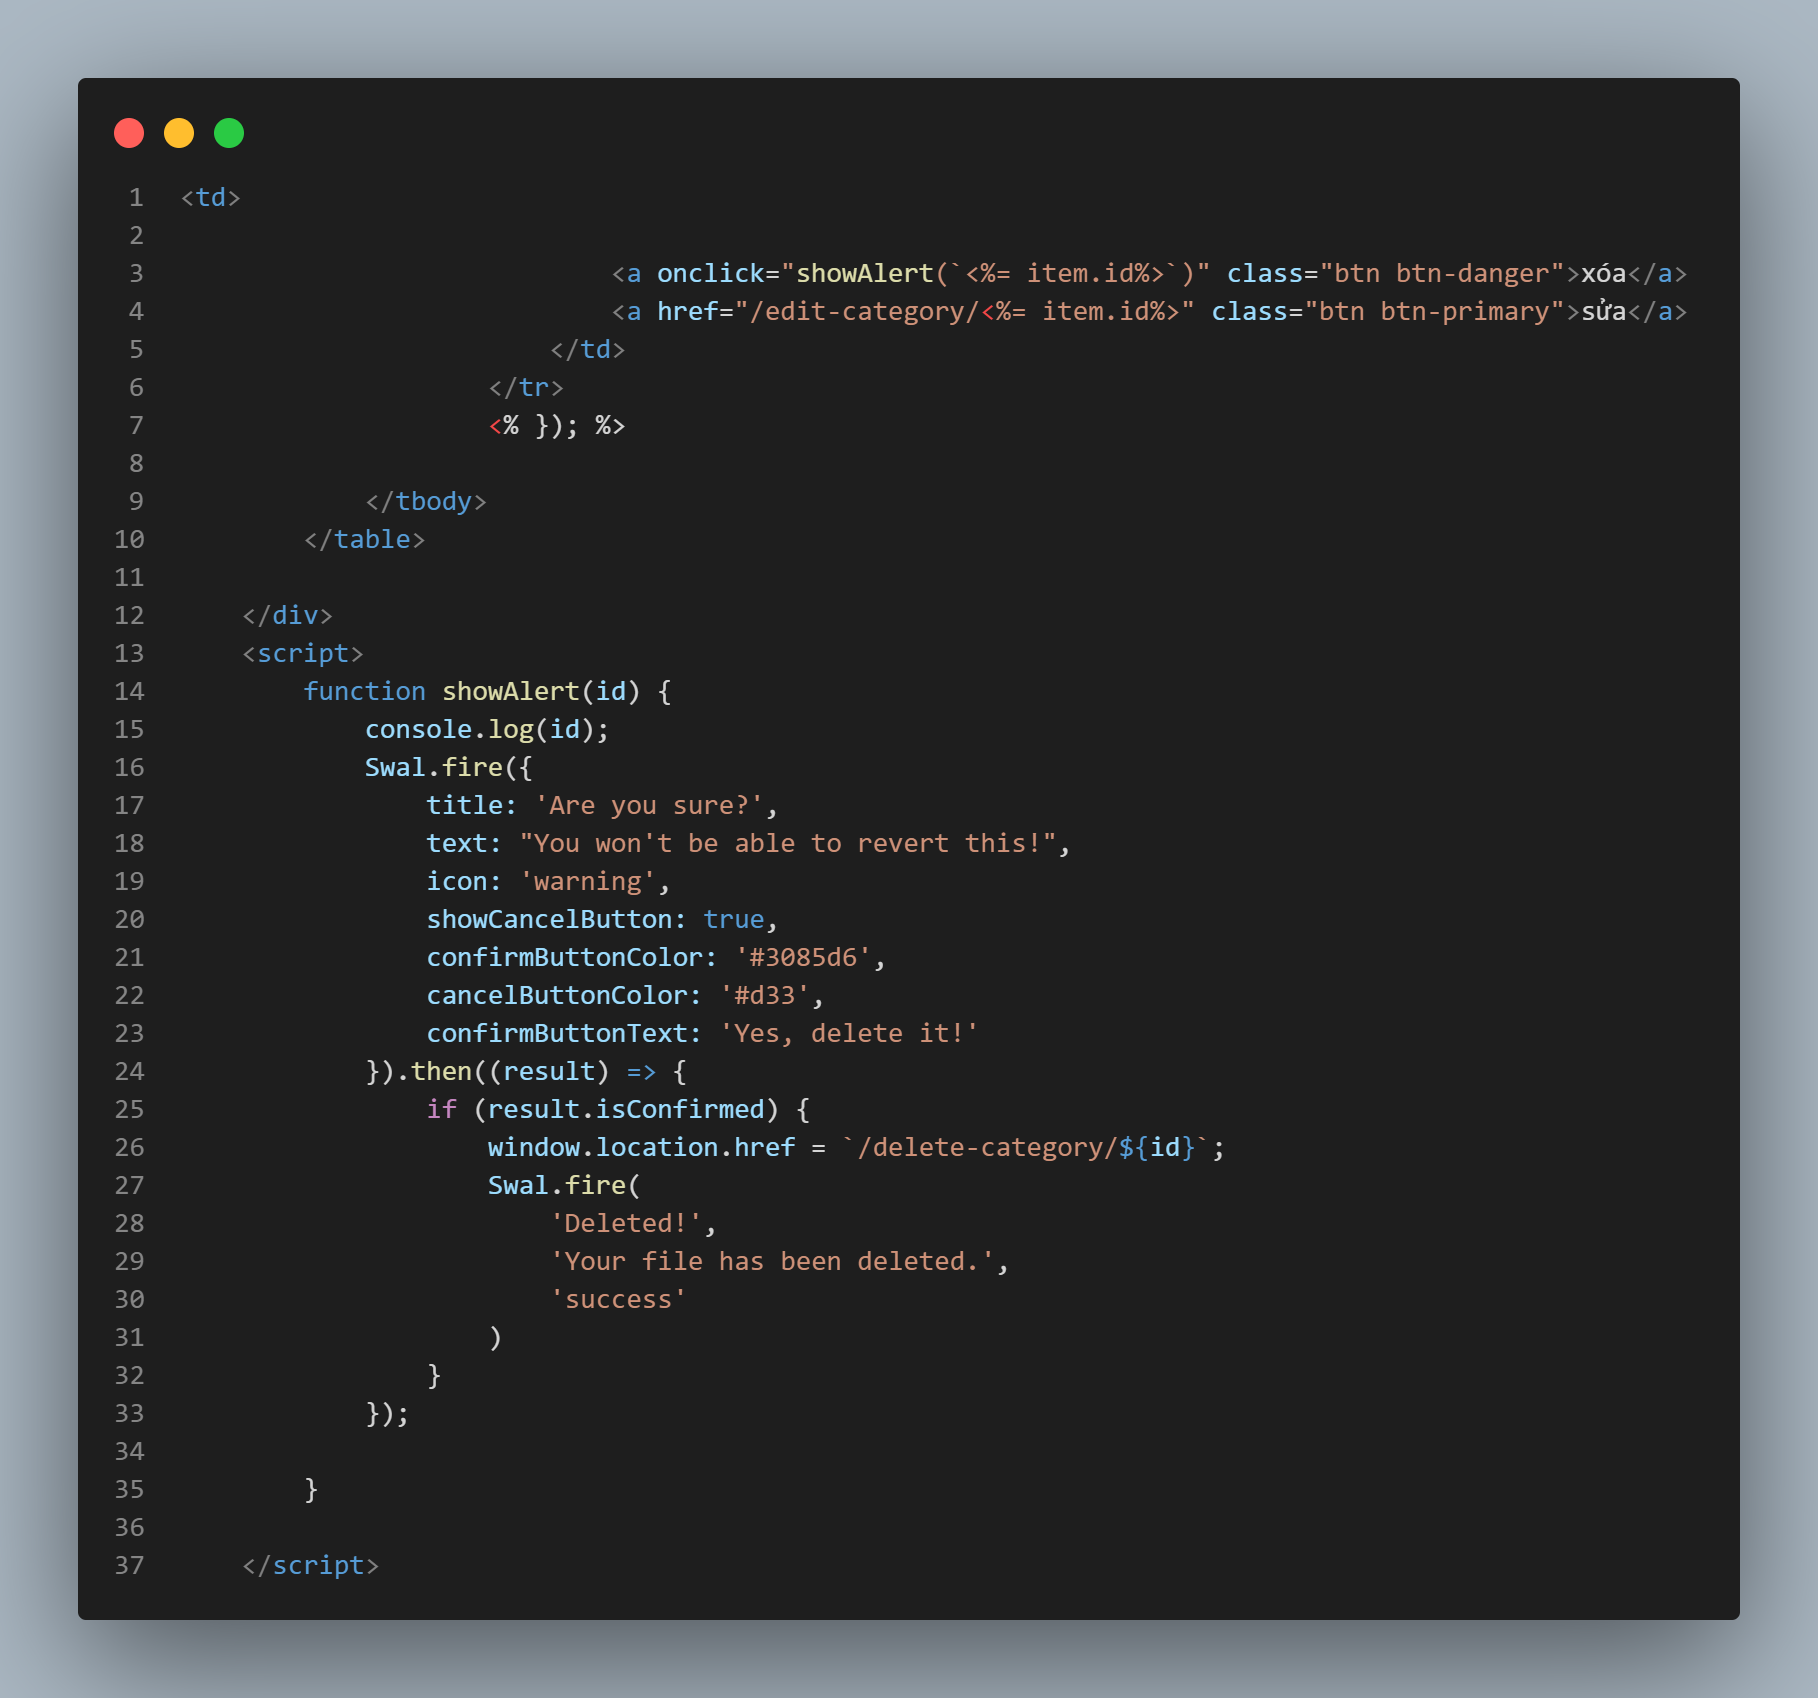 1 <td>
2
3 <a onclick="showAlert(`<%= item.id%>`)" class="btn btn-danger">xóa</a>
4 <a href="/edit-category/<%= item.id%>" class="btn btn-primary">sửa</a>
5 </td>
6 </tr>
7 <% }); %>
8
9 </tbody>
10 </table>
11
12 </div>
13 <script>
14 function showAlert(id) {
15 console.log(id);
16 Swal.fire({
17 title: 'Are you sure?',
18 text: "You won't be able to revert this!",
19 icon: 'warning',
20 showCancelButton: true,
21 confirmButtonColor: '#3085d6',
22 cancelButtonColor: '#d33',
23 confirmButtonText: 'Yes, delete it!'
24 }).then((result) => {
25 if (result.isConfirmed) {
26 window.location.href = `/delete-category/${id}`;
27 Swal.fire(
28 'Deleted!',
29 'Your file has been deleted.',
30 'success'
31 )
32 }
33 });
34
35 }
36
37 </script>